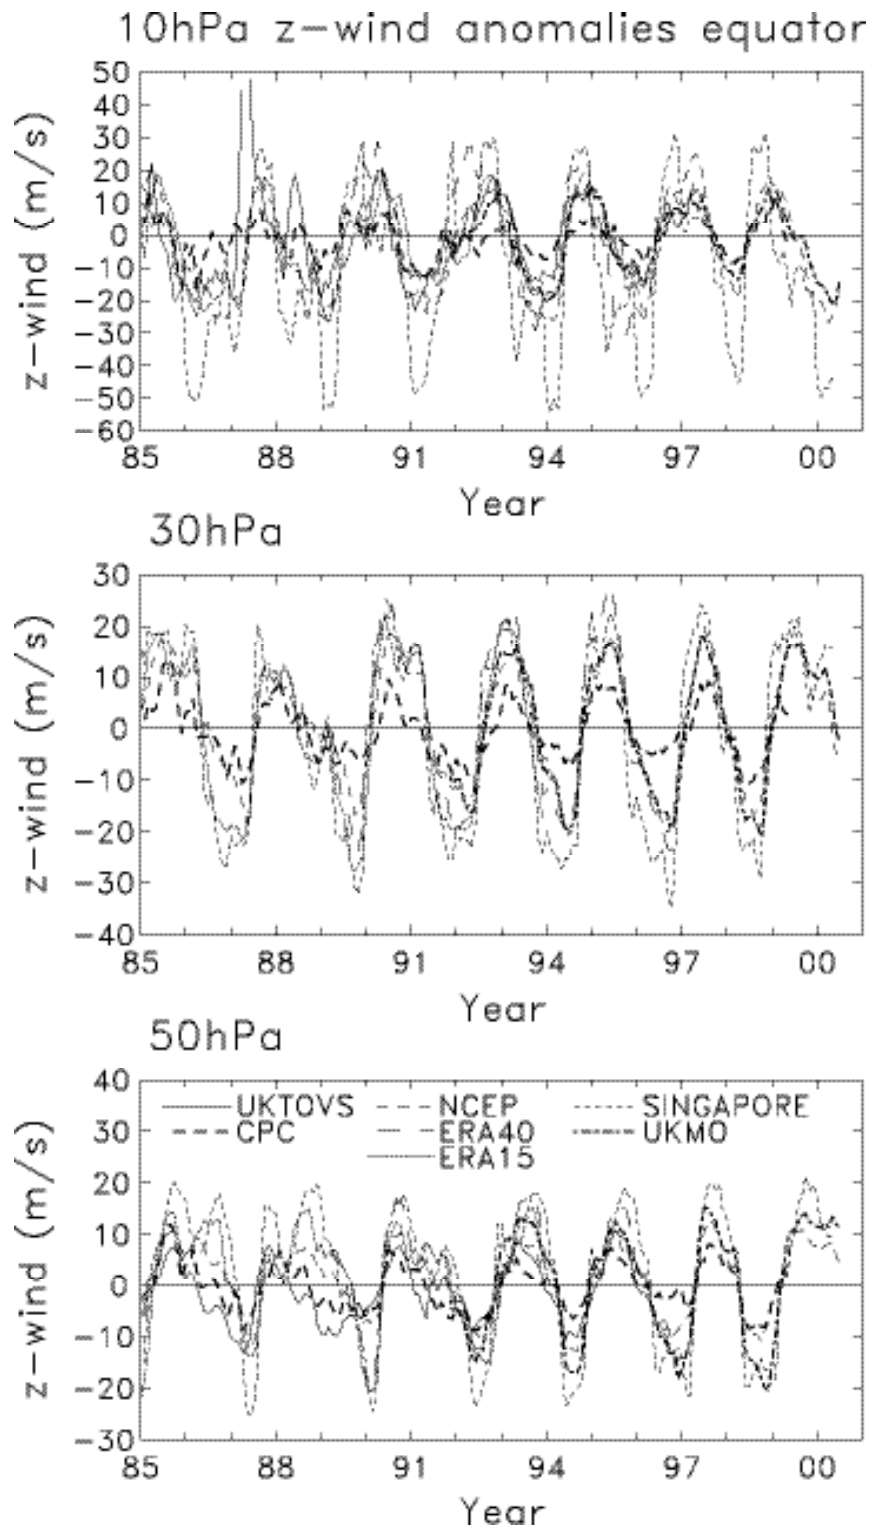 10hPa z-wind anomalies equator
50
40
30
20
10
0
-10
-20
-30
-40
-50
-60
z-wind (m/s)
85 88 91 94 97 00
Year
30hPa
30
20
10
0
-10
-20
-30
-40
z-wind (m/s)
85 88 91 94 97 00
Year
50hPa
40
30
20
10
0
-10
-20
-30
z-wind (m/s)
UKTOVS NCEP SINGAPORE
CPC ERA40 UKMO
ERA15
85 88 91 94 97 00
Year